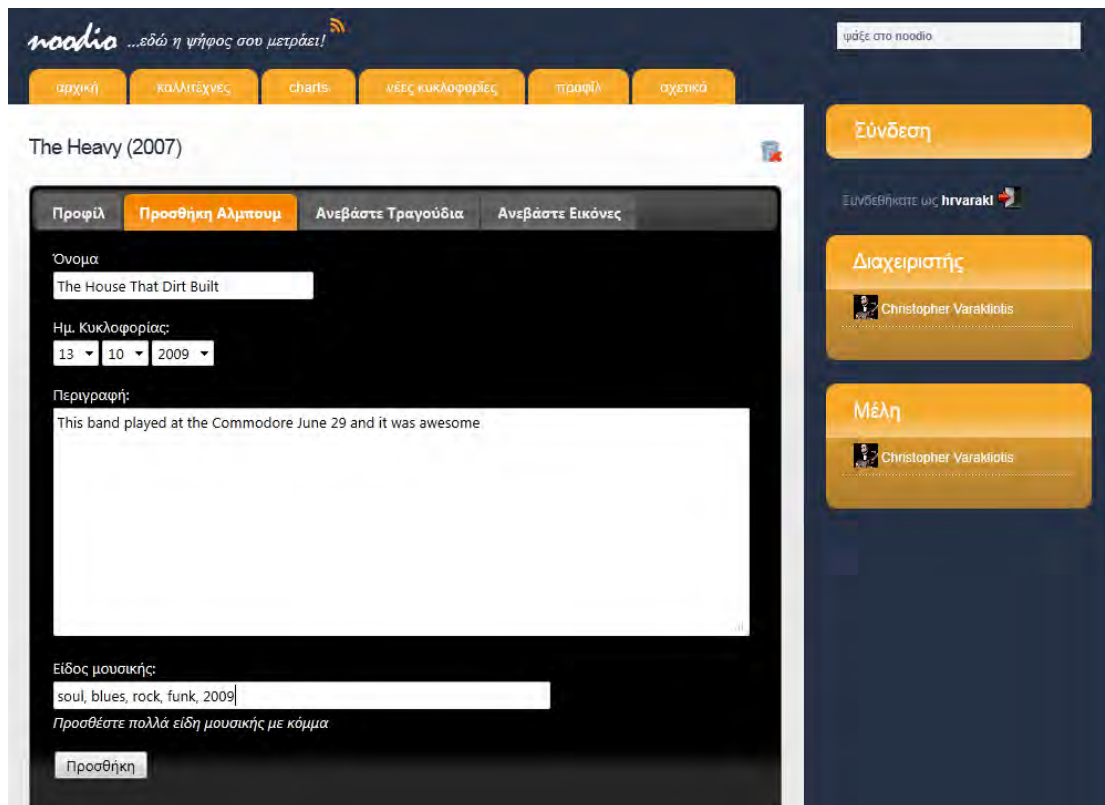 noodio ...εδώ η ψήφος σου μετράει!
ψάξε στο noodio
αρχική καλλιτέχνες charts νέες κυκλοφορίες προφίλ σχετικά
The Heavy (2007)
Σύνδεση
Συνδεθήκατε ως hrvarakl
Προφίλ Προσθήκη Αλμπουμ Ανεβάστε Τραγούδια Ανεβάστε Εικόνες
Διαχειριστής
Christopher Varakliotis
Μέλη
Christopher Varakliotis
Όνομα
The House That Dirt Built
Ημ. Κυκλοφορίας:
13 10 2009
Περιγραφή:
This band played at the Commodore June 29 and it was awesome
Είδος μουσικής:
soul, blues, rock, funk, 2009
Προσθέστε πολλά είδη μουσικής με κόμμα
Προσθήκη